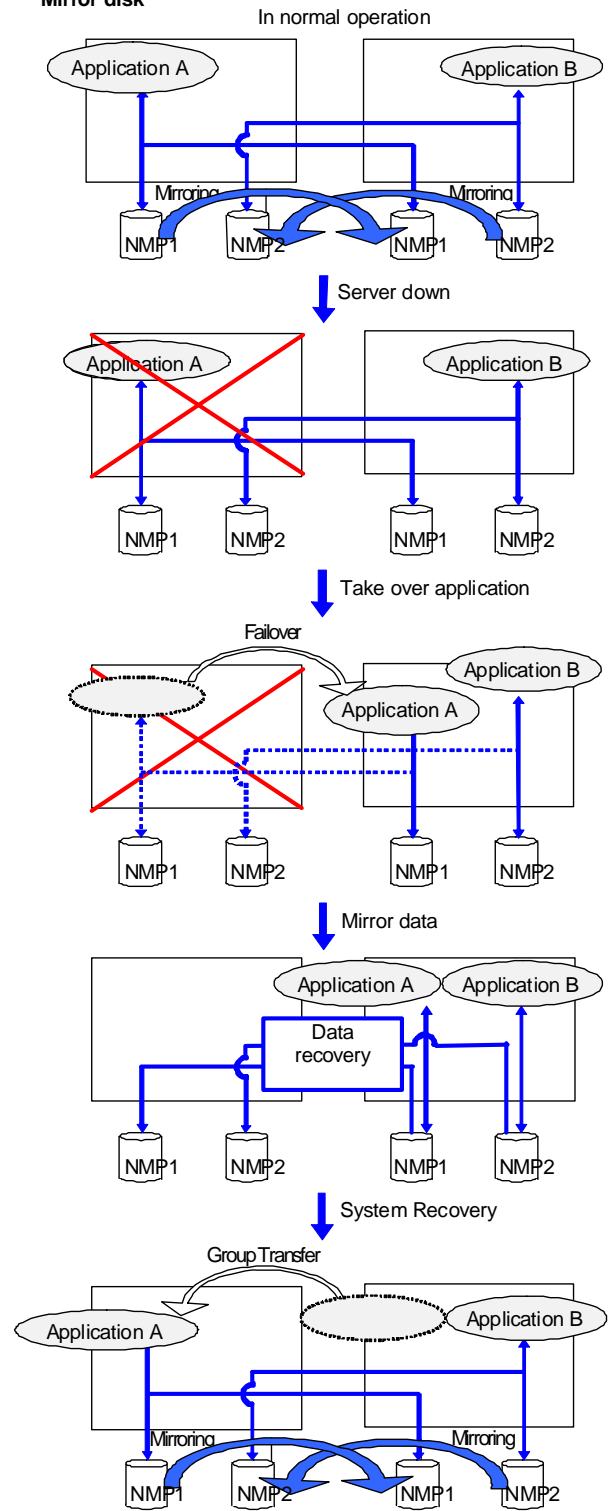 Mirror disk
In normal operation
Application A
Application B
Mirroring
Mirroring
NMP1
NMP2
NMP1
NMP2
Server down
Application A
Application B
NMP1
NMP2
NMP1
NMP2
Take over application
Failover
Application B
Application A
NMP1
NMP2
NMP1
NMP2
Mirror data
Application A
Application B
Data
recovery
NMP1
NMP2
NMP1
NMP2
System Recovery
Group Transfer
Application A
Application B
Mirroring
Mirroring
NMP1
NMP2
NMP1
NMP2